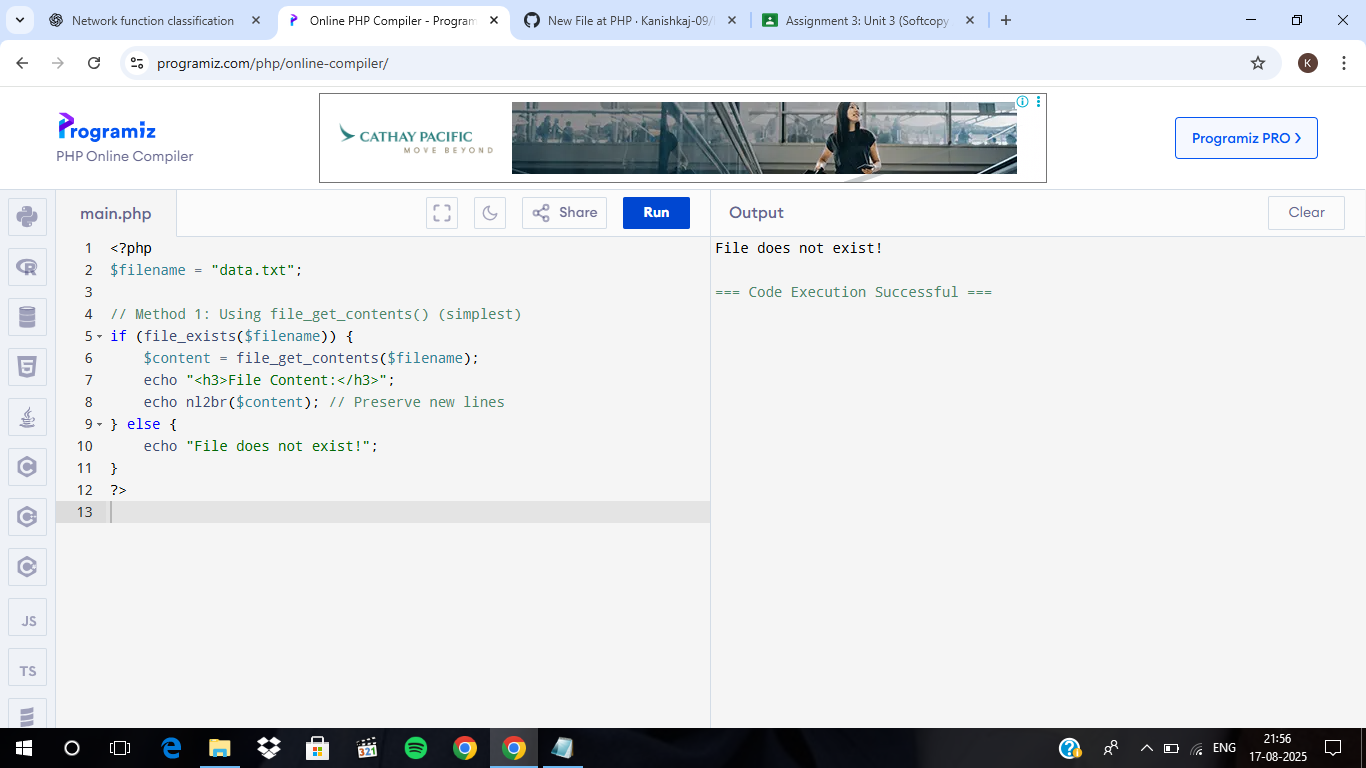 Network function classification
Online PHP Compiler - Program
New File at PHP · Kanishkaj-09/
Assignment 3: Unit 3 (Softcopy
programiz.com/php/online-compiler/
K
Programiz
PHP Online Compiler
CATHAY PACIFIC
MOVE BEYOND
Programiz PRO
main.php
Share
Run
Output
Clear
1 <?php
2 $filename = "data.txt";
3
4 // Method 1: Using file_get_contents() (simplest)
5 if (file_exists($filename)) {
6 $content = file_get_contents($filename);
7 echo "<h3>File Content:</h3>";
8 echo nl2br($content); // Preserve new lines
9 } else {
10 echo "File does not exist!";
11 }
12 ?>
13
File does not exist!
=== Code Execution Successful ===
JS
TS
321
ENG
21:56
17-08-2025